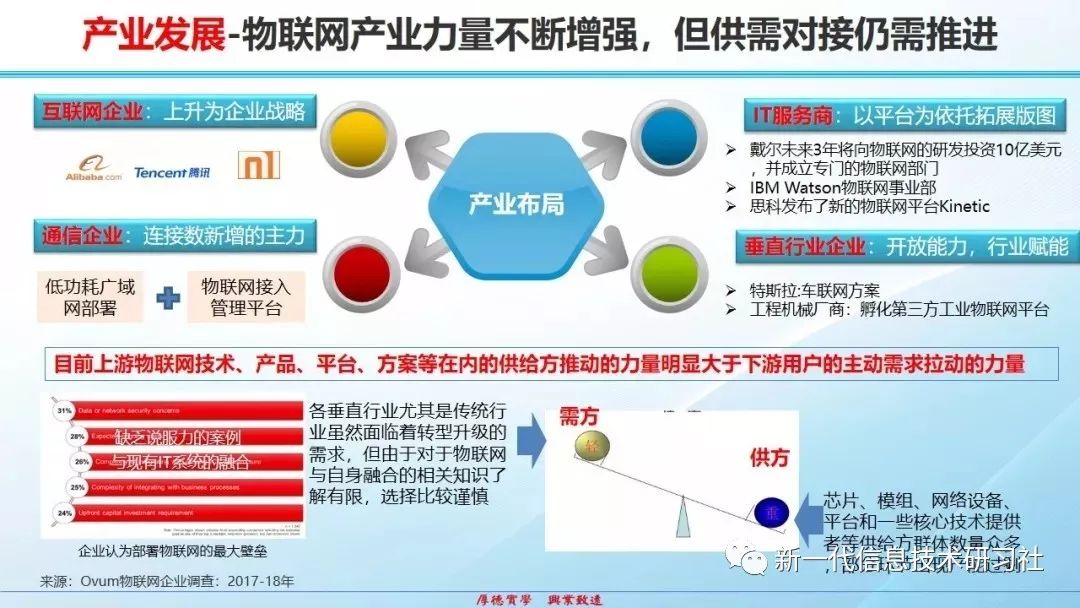 产业发展-物联网产业力量不断增强，但供需对接仍需推进
互联网企业：上升为企业战略
Alibaba.com
Tencent腾讯
通信企业：连接数新增的主力
低功耗广域
网部署
物联网接入
管理平台
产业布局
IT服务商：以平台为依托拓展版图
戴尔未来3年将向物联网的研发投资10亿美元
，并成立专门的物联网部门
IBM Watson物联网事业部
思科发布了新的物联网平台Kinetic
垂直行业企业：开放能力，行业赋能
特斯拉:车联网方案
工程机械厂商：孵化第三方工业物联网平台
目前上游物联网技术、产品、平台、方案等在内的供给方推动的力量明显大于下游用户的主动需求拉动的力量
31% Data or network security concerns
28%
缺乏说服力的案例
26%
与现有IT系统的融合
25% Complexity of integrating with business processes
24% Upfront capital investment requirement
企业认为部署物联网的最大壁垒
各垂直行业尤其是传统行
业虽然面临着转型升级的
需求，但由于对于物联网
与自身融合的相关知识了
解有限，选择比较谨慎
需方
轻
供方
重
芯片、模组、网络设备、
平台和一些核心技术提供
者等供给方群体数量众多
新一代信息技术研习社
来源：Ovum物联网企业调查：2017-18年
厚德實學 興業致遠